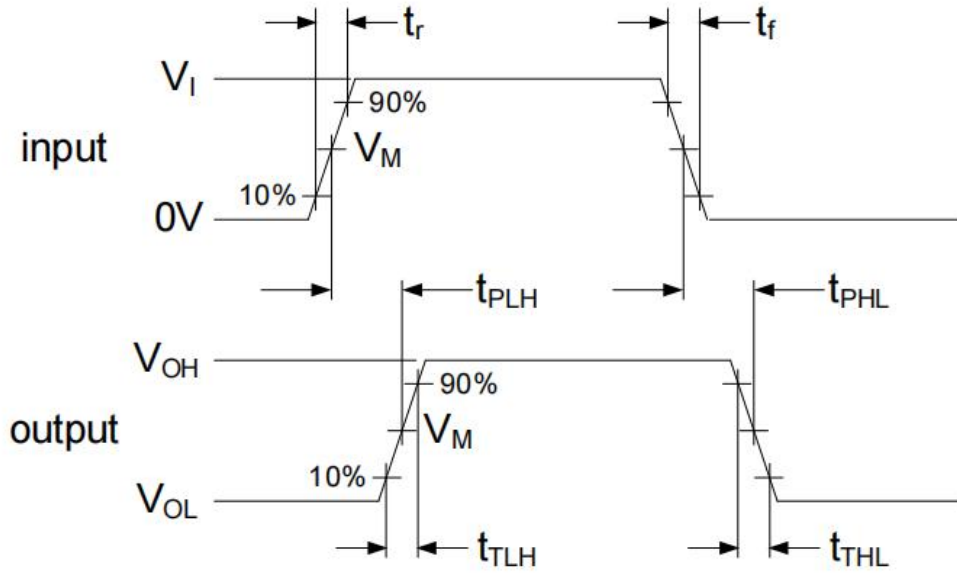 tr tf
VI
90%
input VM
10%
0V
tPLH tPHL
VOH
90%
output VM
10%
VOL
tTLH tTHL